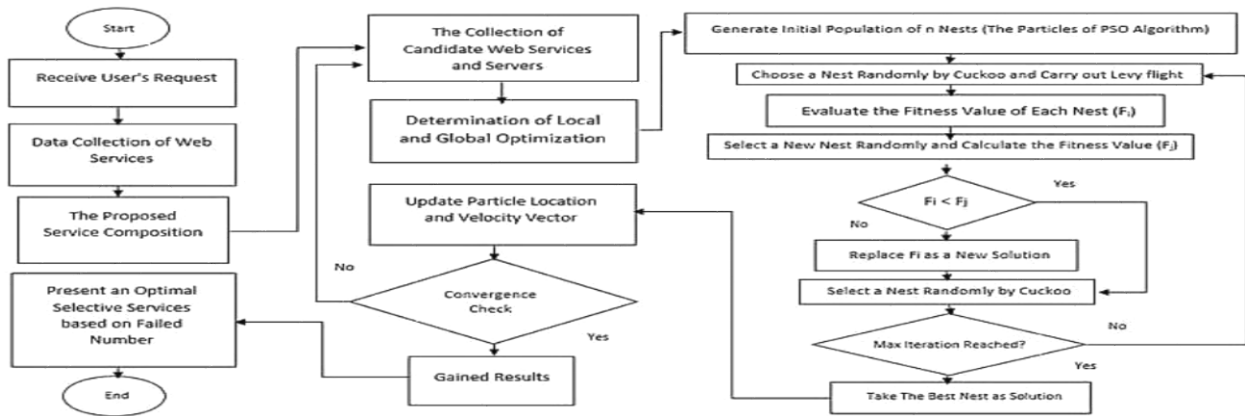 Start
Receive User's Request
Data Collection of Web
Services
The Proposed
Service Composition
Present an Optimal
Selective Services
based on Failed
Number
End
The Collection of
Candidate Web Services
and Servers
Determination of Local
and Global Optimization
Update Particle Location
and Velocity Vector
No
Convergence
Check
Yes
Gained Results
Generate Initial Population of n Nests (The Particles of PSO Algorithm)
Choose a Nest Randomly by Cuckoo and Carry out Levy flight
Evaluate the Fitness Value of Each Nest (Fi)
Select a New Nest Randomly and Calculate the Fitness Value (Fj)
Yes
Fi < Fj
No
Replace Fi as a New Solution
Select a Nest Randomly by Cuckoo
No
Max Iteration Reached?
Yes
Take The Best Nest as Solution